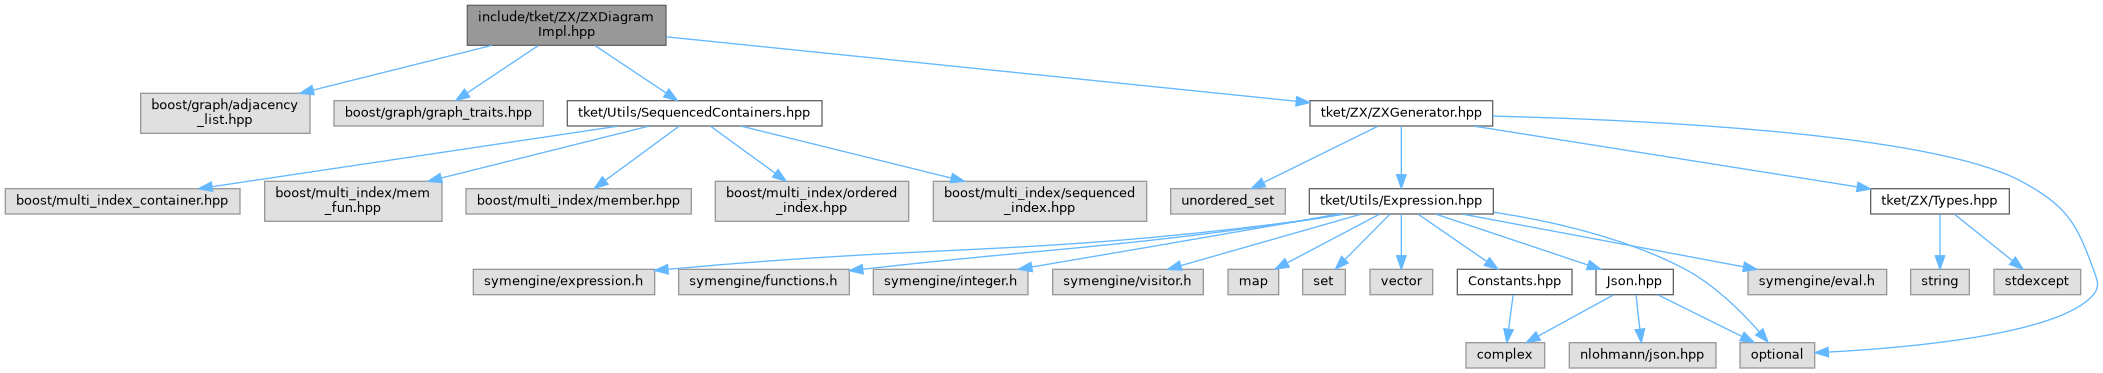 include/tket/ZX/ZXDiagram
Impl.hpp
boost/graph/adjacency
_list.hpp
boost/graph/graph_traits.hpp
tket/Utils/SequencedContainers.hpp
tket/ZX/ZXGenerator.hpp
boost/multi_index_container.hpp
boost/multi_index/mem
_fun.hpp
boost/multi_index/member.hpp
boost/multi_index/ordered
_index.hpp
boost/multi_index/sequenced
_index.hpp
unordered_set
tket/Utils/Expression.hpp
tket/ZX/Types.hpp
symengine/expression.h
symengine/functions.h
symengine/integer.h
symengine/visitor.h
map
set
vector
Constants.hpp
Json.hpp
symengine/eval.h
string
stdexcept
complex
nlohmann/json.hpp
optional